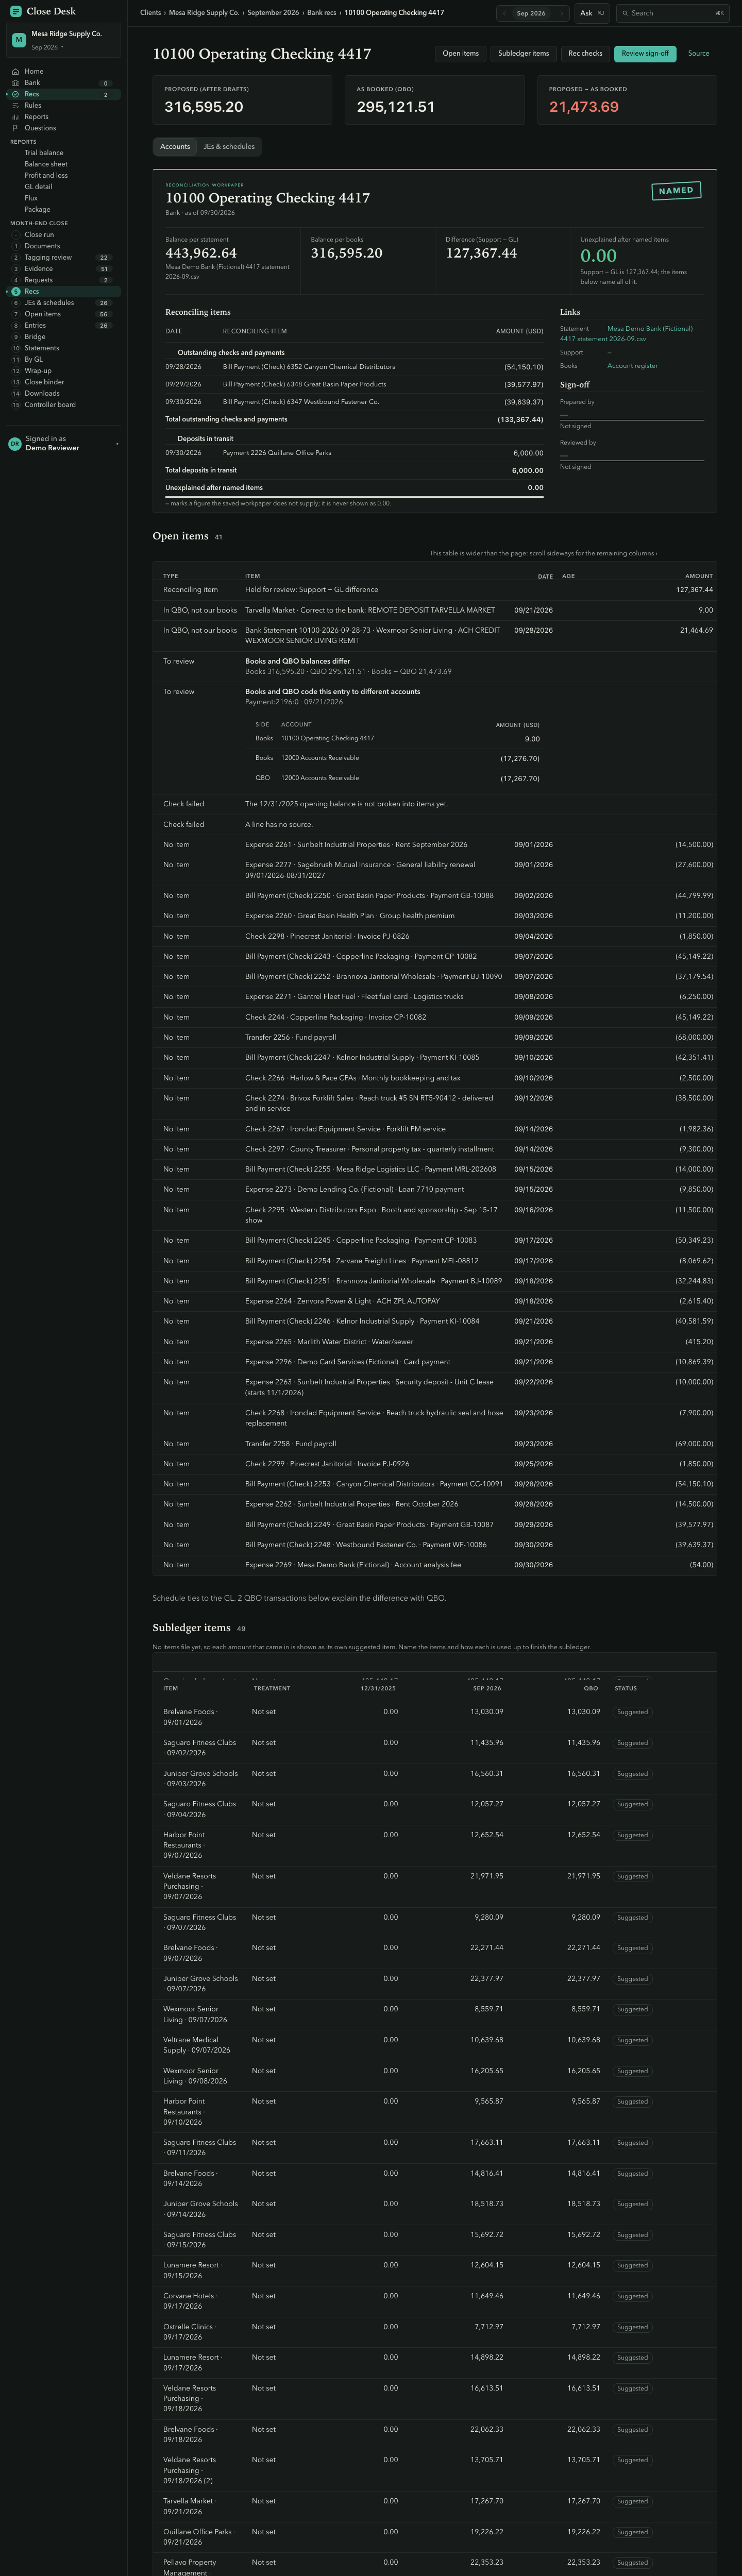 Close Desk
M
Mesa Ridge Supply Co.
Sep 2026
Home
Bank 0
Recs 2
Rules
Reports
Questions
REPORTS
Trial balance
Balance sheet
Profit and loss
GL detail
Flux
Package
MONTH-END CLOSE
Close run
1 Documents
2 Tagging review 22
3 Evidence 51
4 Requests 2
5 Recs
6 JEs & schedules 26
7 Open items 56
8 Entries 26
9 Bridge
10 Statements
11 By GL
12 Wrap-up
13 Close binder
14 Downloads
15 Controller board
DR
Signed in as
Demo Reviewer
Clients › Mesa Ridge Supply Co. › September 2026 › Bank recs › 10100 Operating Checking 4417
Sep 2026
Ask ⌘J
Search ⌘K
10100 Operating Checking 4417
Open items
Subledger items
Rec checks
Review sign-off
Source
PROPOSED (AFTER DRAFTS)
316,595.20
AS BOOKED (QBO)
295,121.51
PROPOSED − AS BOOKED
21,473.69
Accounts
JEs & schedules
RECONCILIATION WORKPAPER
10100 Operating Checking 4417
Bank · as of 09/30/2026
NAMED
Balance per statement
443,962.64
Mesa Demo Bank (Fictional) 4417 statement
2026-09.csv
Balance per books
316,595.20
Difference (Support − GL)
127,367.44
Unexplained after named items
0.00
Support − GL is 127,367.44; the items
below name all of it.
Reconciling items
DATE RECONCILING ITEM AMOUNT (USD)
Outstanding checks and payments
09/28/2026 Bill Payment (Check) 6352 Canyon Chemical Distributors (54,150.10)
09/29/2026 Bill Payment (Check) 6348 Great Basin Paper Products (39,577.97)
09/30/2026 Bill Payment (Check) 6347 Westbound Fastener Co. (39,639.37)
Total outstanding checks and payments (133,367.44)
Deposits in transit
09/30/2026 Payment 2226 Quillane Office Parks 6,000.00
Total deposits in transit 6,000.00
Unexplained after named items 0.00
-- marks a figure the saved workpaper does not supply; it is never shown as 0.00.
Links
Statement Mesa Demo Bank (Fictional)
4417 statement 2026-09.csv
Support --
Books Account register
Sign-off
Prepared by
—
Not signed
Reviewed by
—
Not signed
Open items 41
This table is wider than the page: scroll sideways for the remaining columns ›
TYPE ITEM DATE AGE AMOUNT
Reconciling item Held for review: Support − GL difference 127,367.44
In QBO, not our books Tarvella Market · Correct to the bank: REMOTE DEPOSIT TARVELLA MARKET 09/21/2026 9.00
In QBO, not our books Bank Statement 10100-2026-09-28-73 · Wexmoor Senior Living · ACH CREDIT 09/28/2026 21,464.69
WEXMOOR SENIOR LIVING REMIT
To review Books and QBO balances differ
Books 316,595.20 · QBO 295,121.51 · Books − QBO 21,473.69
To review Books and QBO code this entry to different accounts
Payment:2196:0 · 09/21/2026
SIDE ACCOUNT AMOUNT (USD)
Books 10100 Operating Checking 4417 9.00
Books 12000 Accounts Receivable (17,276.70)
QBO 12000 Accounts Receivable (17,267.70)
Check failed The 12/31/2025 opening balance is not broken into items yet.
Check failed A line has no source.
No item Expense 2261 · Sunbelt Industrial Properties · Rent September 2026 09/01/2026 (14,500.00)
No item Expense 2277 · Sagebrush Mutual Insurance · General liability renewal 09/01/2026 (27,600.00)
09/01/2026-08/31/2027
No item Bill Payment (Check) 2250 · Great Basin Paper Products · Payment GB-10088 09/02/2026 (44,799.99)
No item Expense 2260 · Great Basin Health Plan · Group health premium 09/03/2026 (11,200.00)
No item Check 2298 · Pinecrest Janitorial · Invoice PJ-0826 09/04/2026 (1,850.00)
No item Bill Payment (Check) 2243 · Copperline Packaging · Payment CP-10082 09/07/2026 (45,149.22)
No item Bill Payment (Check) 2252 · Brannova Janitorial Wholesale · Payment BJ-10090 09/07/2026 (37,179.54)
No item Expense 2271 · Gantrel Fleet Fuel · Fleet fuel card - Logistics trucks 09/08/2026 (6,250.00)
No item Check 2244 · Copperline Packaging · Invoice CP-10082 09/09/2026 (45,149.22)
No item Transfer 2256 · Fund payroll 09/09/2026 (68,000.00)
No item Bill Payment (Check) 2247 · Kelnor Industrial Supply · Payment KI-10085 09/10/2026 (42,351.41)
No item Check 2266 · Harlow & Pace CPAs · Monthly bookkeeping and tax 09/10/2026 (2,500.00)
No item Check 2274 · Brivox Forklift Sales · Reach truck #5 SN RT5-90412 - delivered 09/12/2026 (38,500.00)
and in service
No item Check 2267 · Ironclad Equipment Service · Forklift PM service 09/14/2026 (1,982.36)
No item Check 2297 · County Treasurer · Personal property tax - quarterly installment 09/14/2026 (9,300.00)
No item Bill Payment (Check) 2255 · Mesa Ridge Logistics LLC · Payment MRL-202608 09/15/2026 (14,000.00)
No item Expense 2273 · Demo Lending Co. (Fictional) · Loan 7710 payment 09/15/2026 (9,850.00)
No item Check 2295 · Western Distributors Expo · Booth and sponsorship - Sep 15-17 09/16/2026 (11,500.00)
show
No item Bill Payment (Check) 2245 · Copperline Packaging · Payment CP-10083 09/17/2026 (50,349.23)
No item Bill Payment (Check) 2254 · Zarvane Freight Lines · Payment MFL-08812 09/17/2026 (8,069.62)
No item Bill Payment (Check) 2251 · Brannova Janitorial Wholesale · Payment BJ-10089 09/18/2026 (32,244.83)
No item Expense 2264 · Zenvora Power & Light · ACH ZPL AUTOPAY 09/18/2026 (2,615.40)
No item Bill Payment (Check) 2246 · Kelnor Industrial Supply · Payment KI-10084 09/21/2026 (40,581.59)
No item Expense 2265 · Marlith Water District · Water/sewer 09/21/2026 (415.20)
No item Expense 2296 · Demo Card Services (Fictional) · Card payment 09/21/2026 (10,869.39)
No item Expense 2263 · Sunbelt Industrial Properties · Security deposit - Unit C lease 09/22/2026 (10,000.00)
(starts 11/1/2026)
No item Check 2268 · Ironclad Equipment Service · Reach truck hydraulic seal and hose 09/23/2026 (7,900.00)
replacement
No item Transfer 2258 · Fund payroll 09/23/2026 (69,000.00)
No item Check 2299 · Pinecrest Janitorial · Invoice PJ-0926 09/25/2026 (1,850.00)
No item Bill Payment (Check) 2253 · Canyon Chemical Distributors · Payment CC-10091 09/28/2026 (54,150.10)
No item Expense 2262 · Sunbelt Industrial Properties · Rent October 2026 09/28/2026 (14,500.00)
No item Bill Payment (Check) 2249 · Great Basin Paper Products · Payment GB-10087 09/29/2026 (39,577.97)
No item Bill Payment (Check) 2248 · Westbound Fastener Co. · Payment WF-10086 09/30/2026 (39,639.37)
No item Expense 2269 · Mesa Demo Bank (Fictional) · Account analysis fee 09/30/2026 (54.00)
Schedule ties to the GL. 2 QBO transactions below explain the difference with QBO.
Subledger items 49
No items file yet, so each amount that came in is shown as its own suggested item. Name the items and how each is used up to finish the subledger.
ITEM TREATMENT 12/31/2025 SEP 2026 QBO STATUS
Brelvane Foods · Not set 0.00 13,030.09 13,030.09 Suggested
09/01/2026
Saguaro Fitness Clubs Not set 0.00 11,435.96 11,435.96 Suggested
· 09/02/2026
Juniper Grove Schools Not set 0.00 16,560.31 16,560.31 Suggested
· 09/03/2026
Saguaro Fitness Clubs Not set 0.00 12,057.27 12,057.27 Suggested
· 09/04/2026
Harbor Point Not set 0.00 12,652.54 12,652.54 Suggested
Restaurants ·
09/07/2026
Veldane Resorts Not set 0.00 21,971.95 21,971.95 Suggested
Purchasing ·
09/07/2026
Saguaro Fitness Clubs Not set 0.00 9,280.09 9,280.09 Suggested
· 09/07/2026
Brelvane Foods · Not set 0.00 22,271.44 22,271.44 Suggested
09/07/2026
Juniper Grove Schools Not set 0.00 22,377.97 22,377.97 Suggested
· 09/07/2026
Wexmoor Senior Not set 0.00 8,559.71 8,559.71 Suggested
Living · 09/07/2026
Veltrane Medical Not set 0.00 10,639.68 10,639.68 Suggested
Supply · 09/07/2026
Wexmoor Senior Not set 0.00 16,205.65 16,205.65 Suggested
Living · 09/08/2026
Harbor Point Not set 0.00 9,565.87 9,565.87 Suggested
Restaurants ·
09/10/2026
Saguaro Fitness Clubs Not set 0.00 17,663.11 17,663.11 Suggested
· 09/11/2026
Brelvane Foods · Not set 0.00 14,816.41 14,816.41 Suggested
09/14/2026
Juniper Grove Schools Not set 0.00 18,518.73 18,518.73 Suggested
· 09/14/2026
Saguaro Fitness Clubs Not set 0.00 15,692.72 15,692.72 Suggested
· 09/15/2026
Lunamere Resort · Not set 0.00 12,604.15 12,604.15 Suggested
09/15/2026
Corvane Hotels · Not set 0.00 11,649.46 11,649.46 Suggested
09/17/2026
Ostrelle Clinics · Not set 0.00 7,712.97 7,712.97 Suggested
09/17/2026
Lunamere Resort · Not set 0.00 14,898.22 14,898.22 Suggested
09/17/2026
Veldane Resorts Not set 0.00 16,613.51 16,613.51 Suggested
Purchasing ·
09/18/2026
Brelvane Foods · Not set 0.00 22,062.33 22,062.33 Suggested
09/18/2026
Veldane Resorts Not set 0.00 13,705.71 13,705.71 Suggested
Purchasing ·
09/18/2026 (2)
Tarvella Market · Not set 0.00 17,267.70 17,267.70 Suggested
09/21/2026
Quillane Office Parks · Not set 0.00 19,226.22 19,226.22 Suggested
09/21/2026
Pellavo Property Not set 0.00 22,353.23 22,353.23 Suggested
Management ·